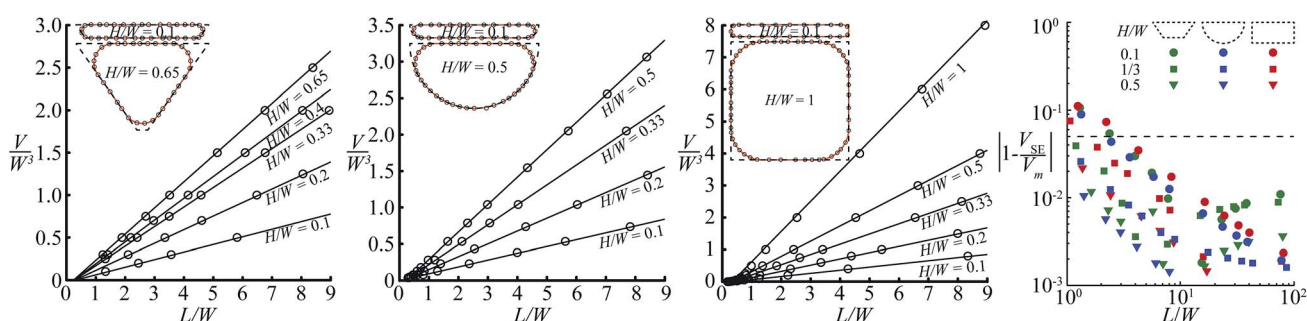 V
W³
L/W
3.0
2.5
2.0
1.5
1.0
0.5
0
0 1 2 3 4 5 6 7 8 9
H/W = 0.1
H/W = 0.65
H/W = 0.65
H/W = 0.4
H/W = 0.33
H/W = 0.2
H/W = 0.1
V
W³
L/W
3.5
3.0
2.5
2.0
1.5
1.0
0.5
0
0 1 2 3 4 5 6 7 8 9
H/W = 0.1
H/W = 0.5
H/W = 0.5
H/W = 0.33
H/W = 0.2
H/W = 0.1
V
W³
L/W
8
7
6
5
4
3
2
1
0
0 1 2 3 4 5 6 7 8 9
H/W = 0.1
H/W = 1
H/W = 1
H/W = 0.5
H/W = 0.33
H/W = 0.2
H/W = 0.1
|1-V_SE/V_m|
L/W
10⁰
10⁻¹
10⁻²
10⁻³
10⁰ 10¹ 10²
H/W
0.1
1/3
0.5